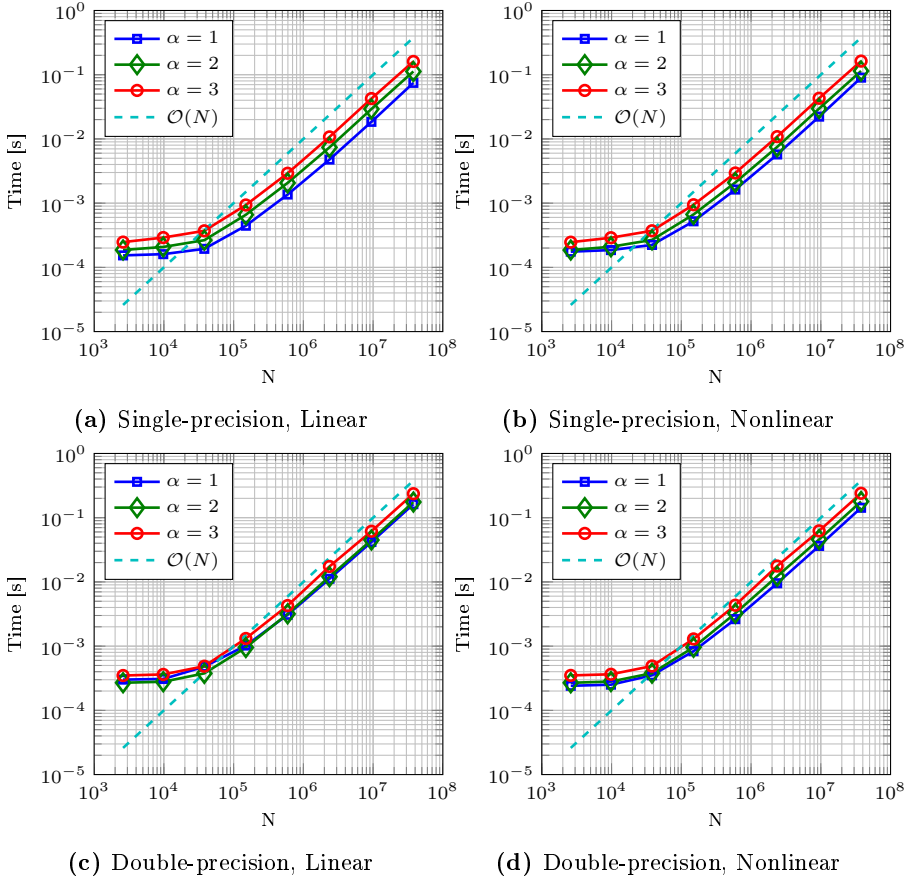 10^0
10^-1
10^-2
10^-3
10^-4
10^-5
Time [s]
α = 1
α = 2
α = 3
O(N)
10^3 10^4 10^5 10^6 10^7 10^8
N
(a) Single-precision, Linear
10^0
10^-1
10^-2
10^-3
10^-4
10^-5
Time [s]
α = 1
α = 2
α = 3
O(N)
10^3 10^4 10^5 10^6 10^7 10^8
N
(b) Single-precision, Nonlinear
10^0
10^-1
10^-2
10^-3
10^-4
10^-5
Time [s]
α = 1
α = 2
α = 3
O(N)
10^3 10^4 10^5 10^6 10^7 10^8
N
(c) Double-precision, Linear
10^0
10^-1
10^-2
10^-3
10^-4
10^-5
Time [s]
α = 1
α = 2
α = 3
O(N)
10^3 10^4 10^5 10^6 10^7 10^8
N
(d) Double-precision, Nonlinear